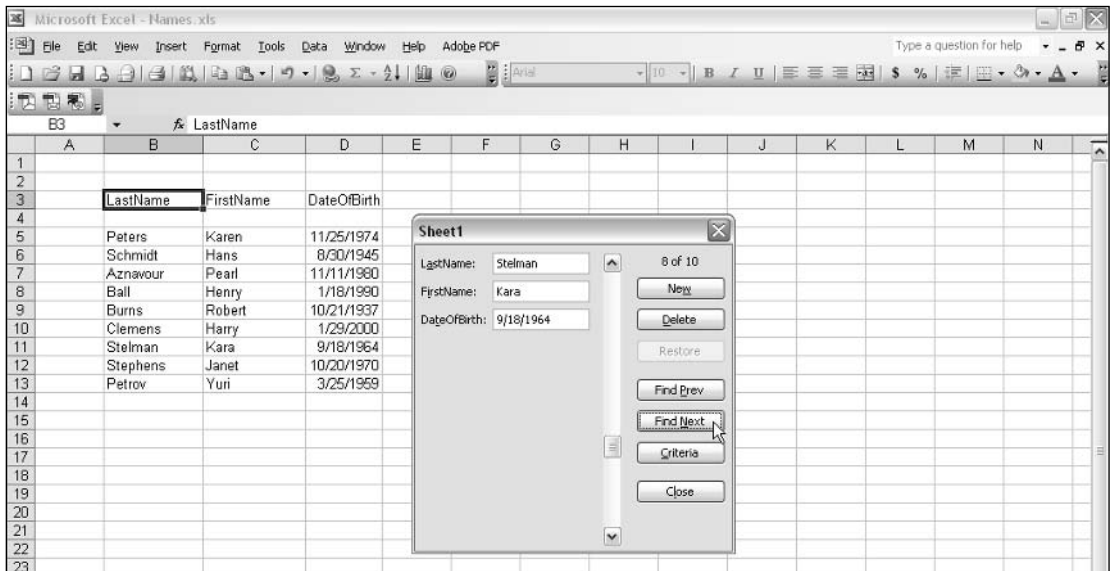 Microsoft Excel - Names.xls
File Edit View Insert Format Tools Data Window Help Adobe PDF Type a question for help
Arial 10 B I U $ %
B3 fx LastName
A B C D E F G H I J K L M N
1
2
3 LastName FirstName DateOfBirth
4
5 Peters Karen 11/25/1974
6 Schmidt Hans 8/30/1945
7 Aznavour Pearl 11/11/1980
8 Ball Henry 1/18/1990
9 Burns Robert 10/21/1937
10 Clemens Harry 1/29/2000
11 Stelman Kara 9/18/1964
12 Stephens Janet 10/20/1970
13 Petrov Yuri 3/25/1959
14
15
16
17
18
19
20
21
22
23
Sheet1
LastName: Stelman 8 of 10
New
FirstName: Kara
DateOfBirth: 9/18/1964
Delete
Restore
Find Prev
Find Next
Criteria
Close